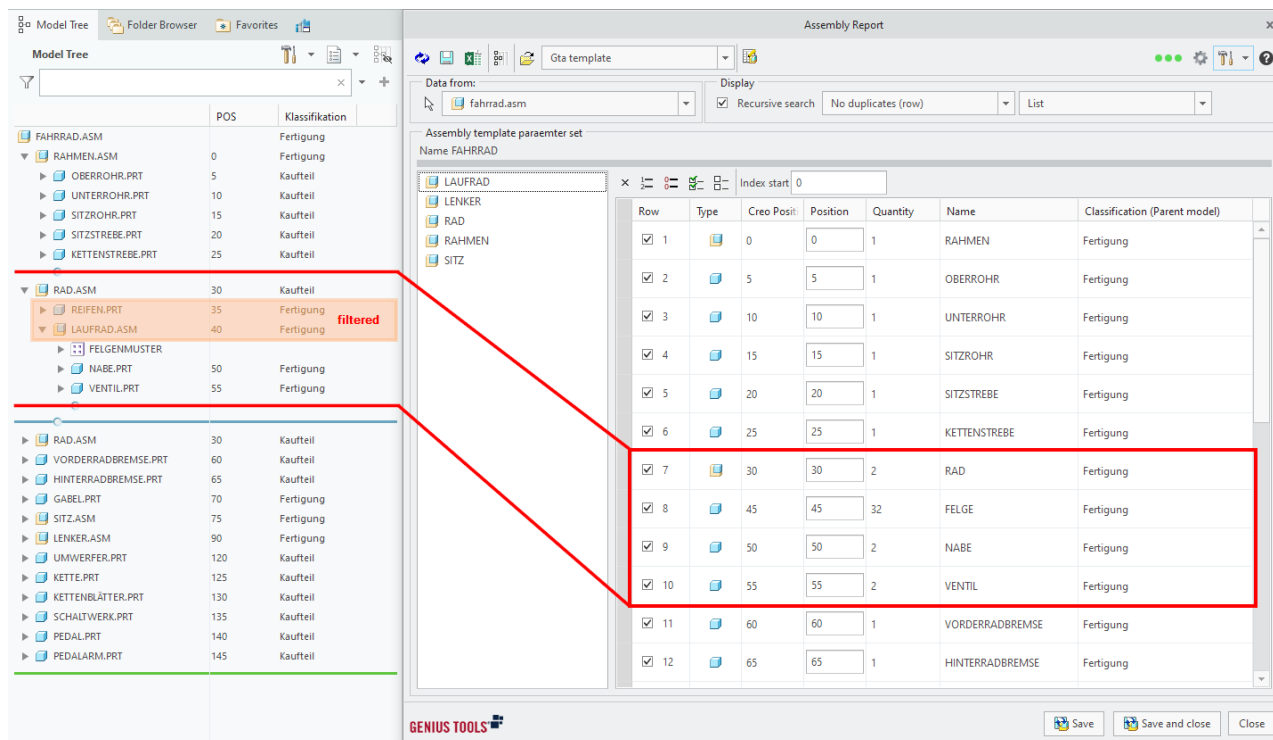 Model Tree Folder Browser Favorites
Model Tree
POS Klassifikation
FAHRRAD.ASM Fertigung
RAHMEN.ASM 0 Fertigung
OBERROHR.PRT 5 Kaufteil
UNTERROHR.PRT 10 Kaufteil
SITZROHR.PRT 15 Kaufteil
SITZSTREBE.PRT 20 Kaufteil
KETTENSTREBE.PRT 25 Kaufteil
RAD.ASM 30 Kaufteil
REIFEN.PRT 35 Fertigung
filtered
LAUFRAD.ASM 40 Fertigung
FELGENMUSTER
NABE.PRT 50 Fertigung
VENTIL.PRT 55 Fertigung
RAD.ASM 30 Kaufteil
VORDERRADBREMSE.PRT 60 Kaufteil
HINTERRADBREMSE.PRT 65 Kaufteil
GABEL.PRT 70 Fertigung
SITZ.ASM 75 Fertigung
LENKER.ASM 90 Fertigung
UMWERFER.PRT 120 Kaufteil
KETTE.PRT 125 Kaufteil
KETTENBLÄTTER.PRT 130 Kaufteil
SCHALTWERK.PRT 135 Kaufteil
PEDAL.PRT 140 Kaufteil
PEDALARM.PRT 145 Kaufteil
Assembly Report
Gta template
Data from:
fahrrad.asm
Display
Recursive search No duplicates (row) List
Assembly template paraemter set
Name FAHRRAD
LAUFRAD
LENKER
RAD
RAHMEN
SITZ
Index start 0
Row Type Creo Positi Position Quantity Name Classification (Parent model)
1 0 0 1 RAHMEN Fertigung
2 5 5 1 OBERROHR Fertigung
3 10 10 1 UNTERROHR Fertigung
4 15 15 1 SITZROHR Fertigung
5 20 20 1 SITZSTREBE Fertigung
6 25 25 1 KETTENSTREBE Fertigung
7 30 30 2 RAD Fertigung
8 45 45 32 FELGE Fertigung
9 50 50 2 NABE Fertigung
10 55 55 2 VENTIL Fertigung
11 60 60 1 VORDERRADBREMSE Fertigung
12 65 65 1 HINTERRADBREMSE Fertigung
GENIUS TOOLS
Save Save and close Close